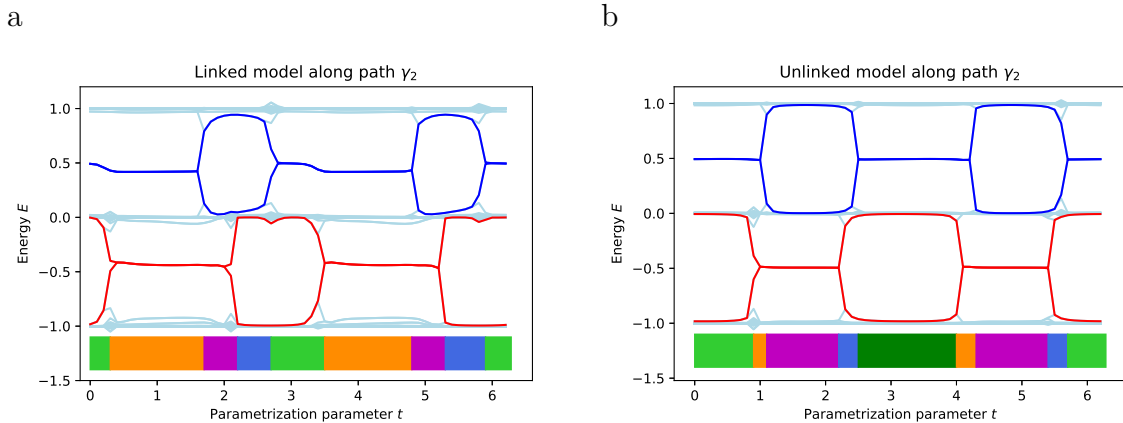 a
b
Linked model along path γ₂
Unlinked model along path γ₂
1.0
0.5
0.0
−0.5
−1.0
−1.5
Energy E
0 1 2 3 4 5 6
Parametrization parameter t
1.0
0.5
0.0
−0.5
−1.0
−1.5
Energy E
0 1 2 3 4 5 6
Parametrization parameter t